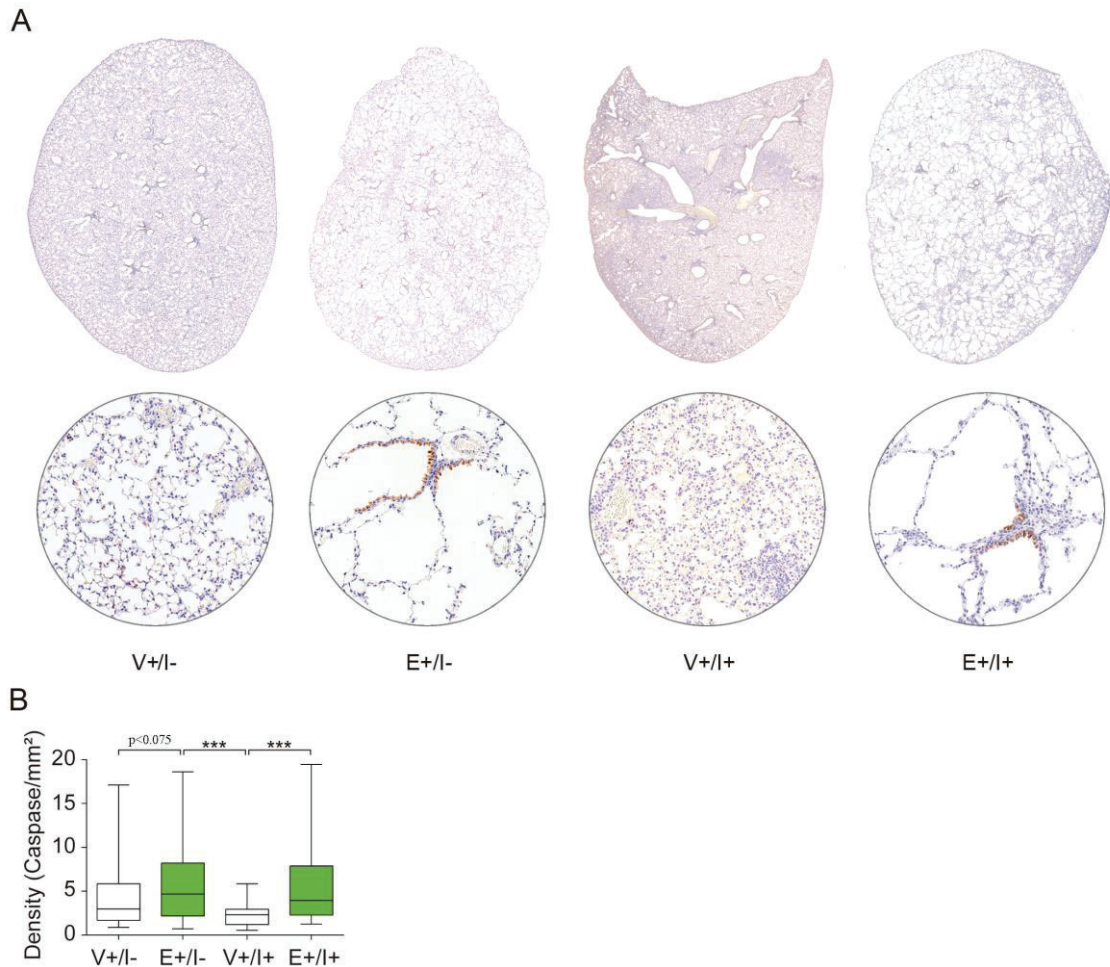 A
V+/I-
E+/I-
V+/I+
E+/I+
B
p<0.075
***
***
Density (Caspase/mm²)
20
15
10
5
0
V+/I-
E+/I-
V+/I+
E+/I+